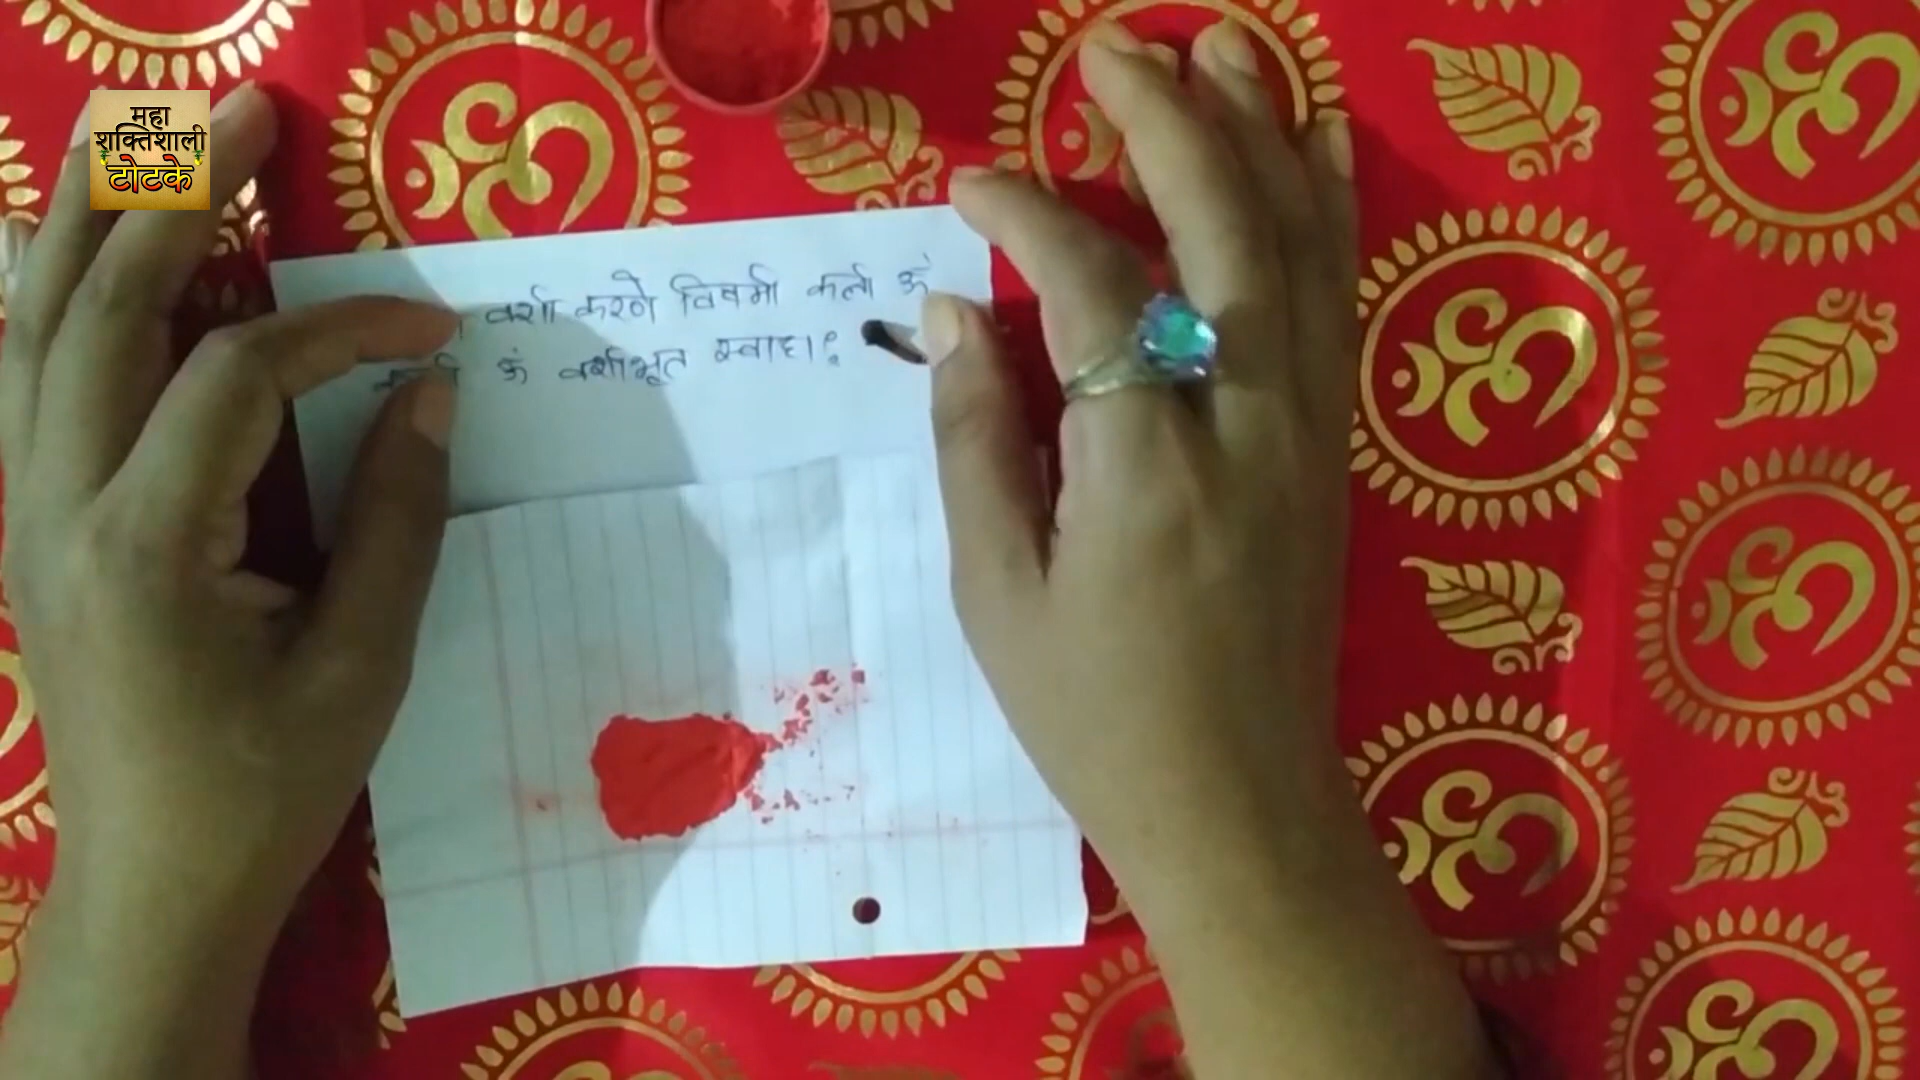 महा
शक्तिशाली
टोटके
वशी करणे विषमी कर्ता ॐ
ॐ वशीभूत स्वाहा